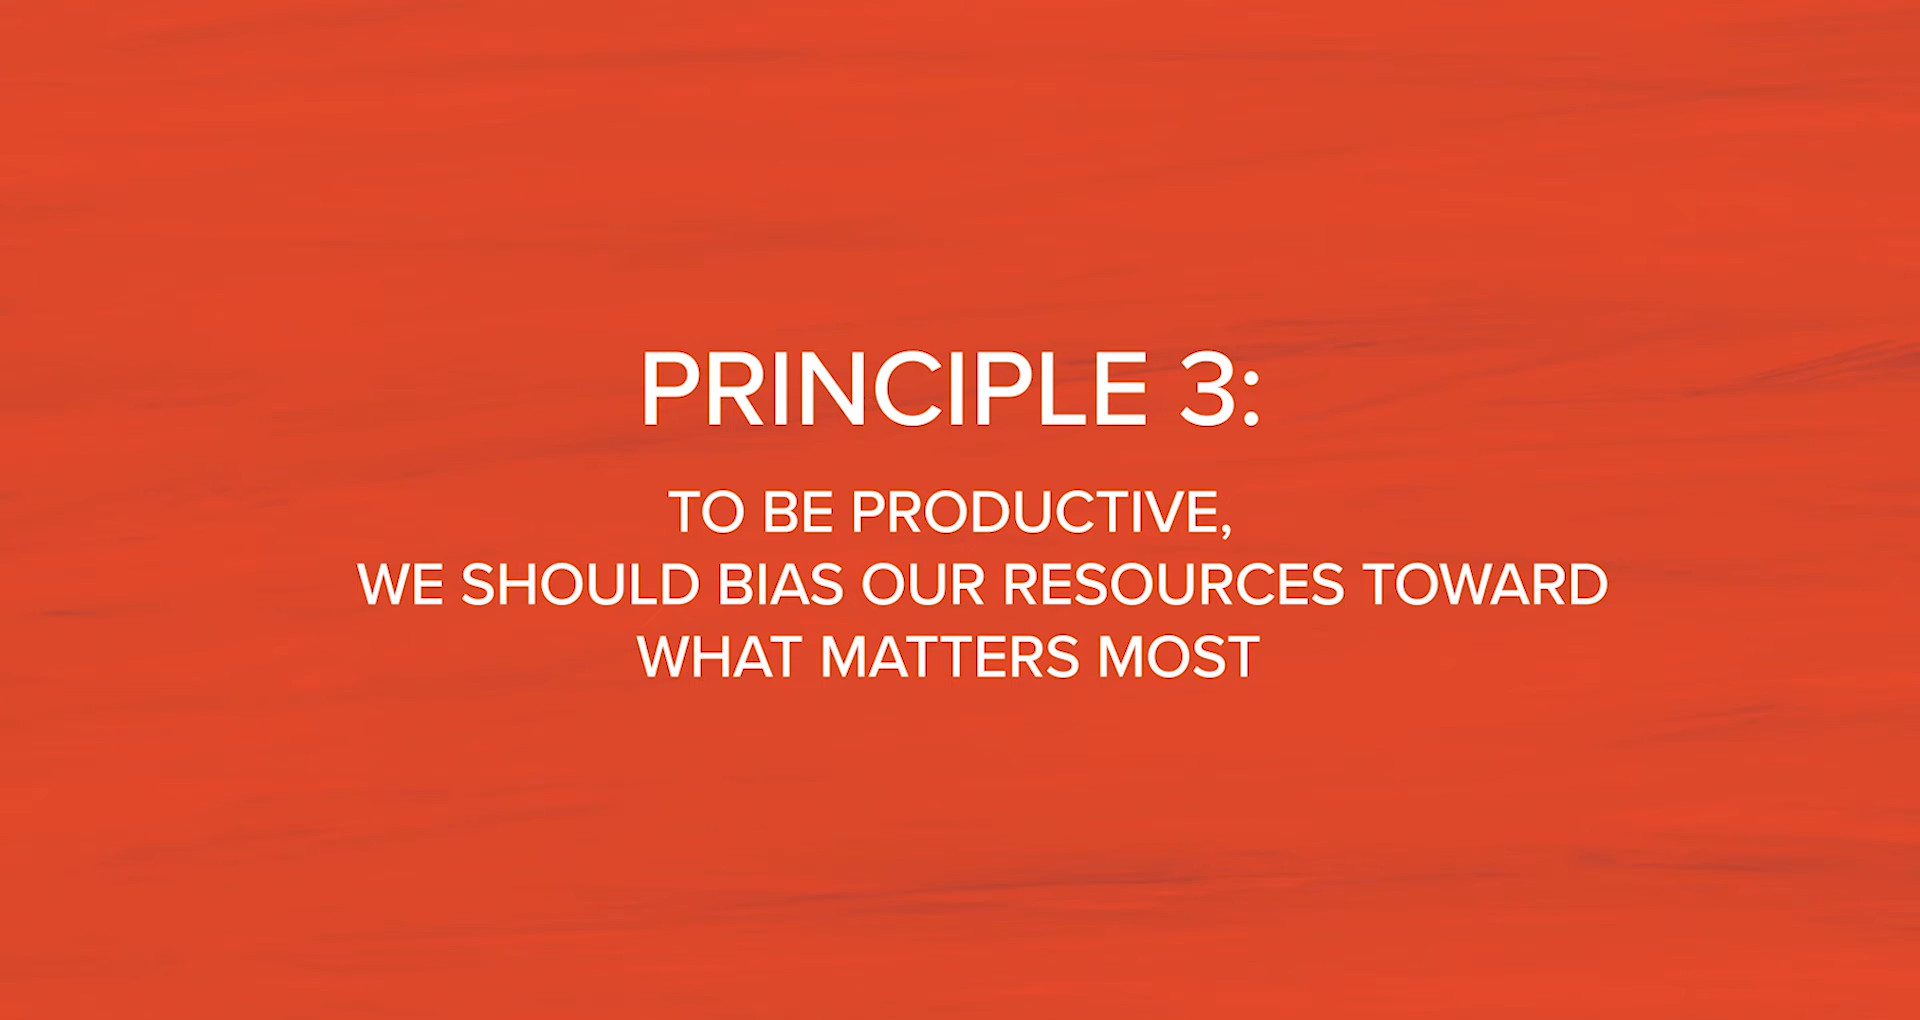 PRINCIPLE 3:
TO BE PRODUCTIVE,
WE SHOULD BIAS OUR RESOURCES TOWARD
WHAT MATTERS MOST